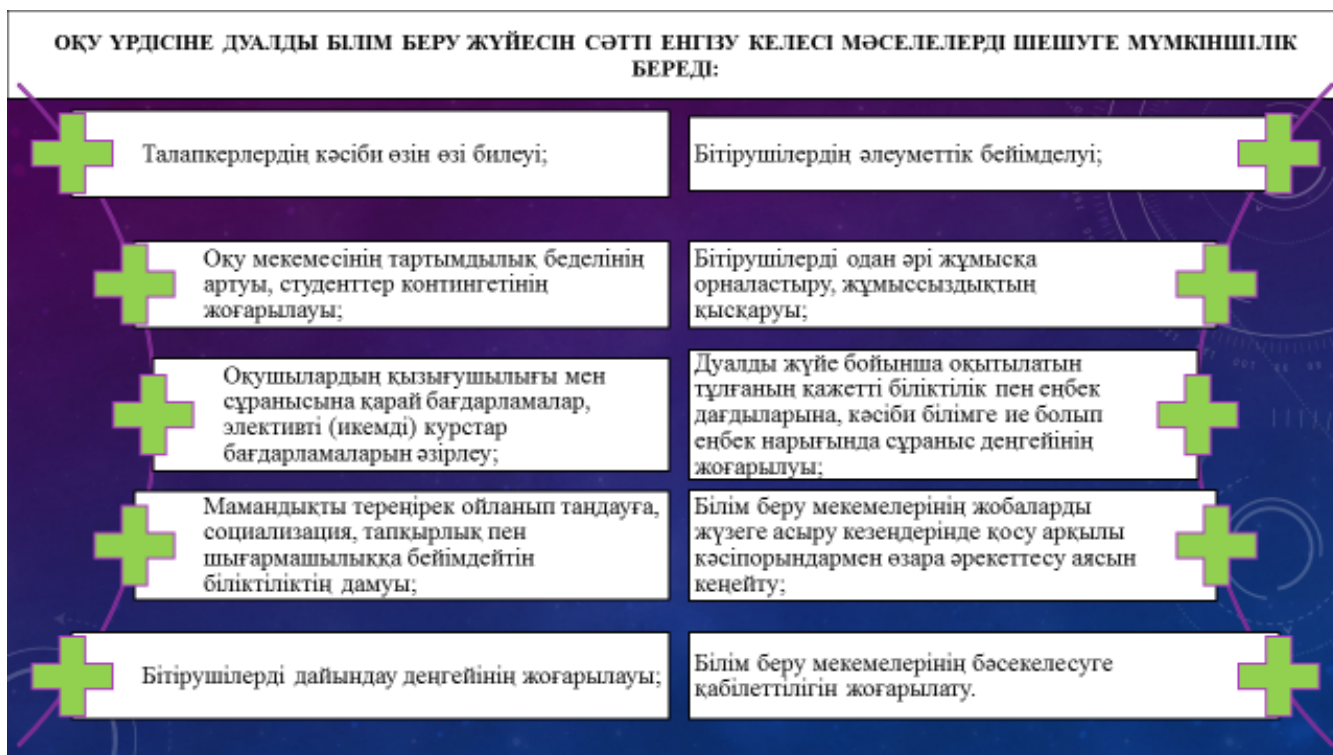 ОҚУ ҮРДІСІНЕ ДУАЛДЫ БІЛІМ БЕРУ ЖҮЙЕСІН СӘТТІ ЕНГІЗУ КЕЛЕСІ МӘСЕЛЕЛЕРДІ ШЕШУГЕ МҮМКІНШІЛІК
БЕРЕДІ:
Талапкерлердің кәсіби өзін өзі билеуі;
Оқу мекемесінің тартымдылық беделінің
артуы, студенттер контингетінің
жоғарылауы;
Оқушылардың қызығушылығы мен
сұранысына қарай бағдарламалар,
элективті (икемді) курстар
бағдарламаларын әзірлеу;
Мамандықты тереңірек ойланып таңдауға,
социализация, тапқырлық пен
шығармашылыққа бейімдейтін
біліктіліктің дамуы;
Бітірушілерді дайындау деңгейінің жоғарылауы;
Бітірушілердің әлеуметтік бейімделуі;
Бітірушілерді одан әрі жұмысқа
орналастыру, жұмыссыздықтың
қысқаруы;
Дуалды жүйе бойынша оқытылатын
тұлғаның қажетті біліктілік пен еңбек
дағдыларына, кәсіби білімге ие болып
еңбек нарығында сұраныс деңгейінің
жоғарылуы;
Білім беру мекемелерінің жобаларды
жүзеге асыру кезеңдерінде қосу арқылы
кәсіпорындармен өзара әрекеттесу аясын
кеңейту;
Білім беру мекемелерінің бәсекелесуге
қабілеттілігін жоғарылату.